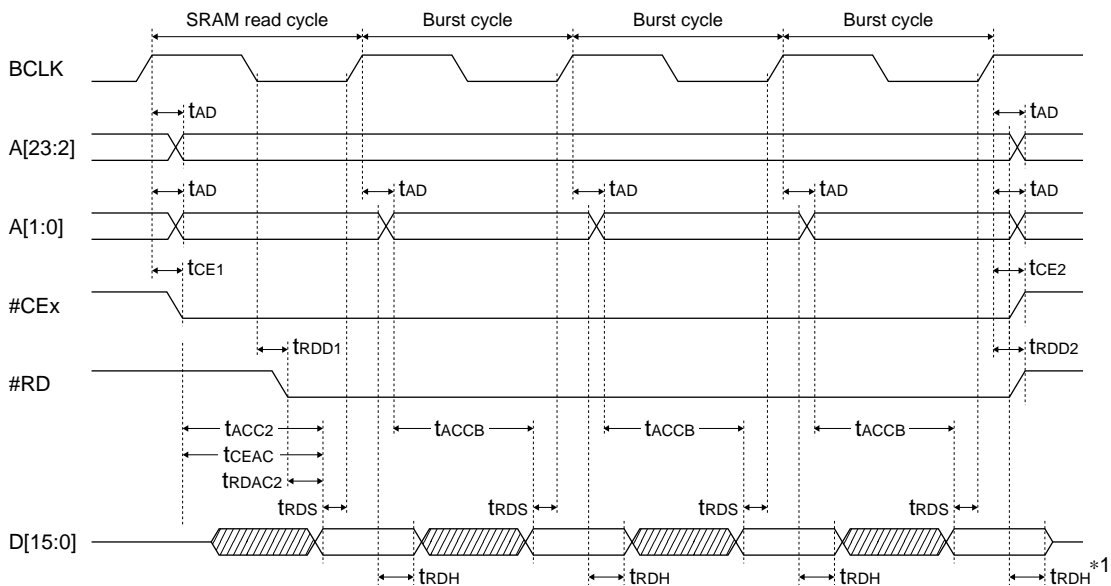 SRAM read cycle Burst cycle Burst cycle Burst cycle
BCLK
tAD tAD
A[23:2]
tAD tAD tAD tAD tAD
A[1:0]
tCE1 tCE2
#CEx
tRDD1 tRDD2
#RD
tACC2 tACCB tACCB tACCB
tCEAC
tRDAC2
tRDS tRDS tRDS tRDS
D[15:0]
tRDH tRDH tRDH tRDH*1